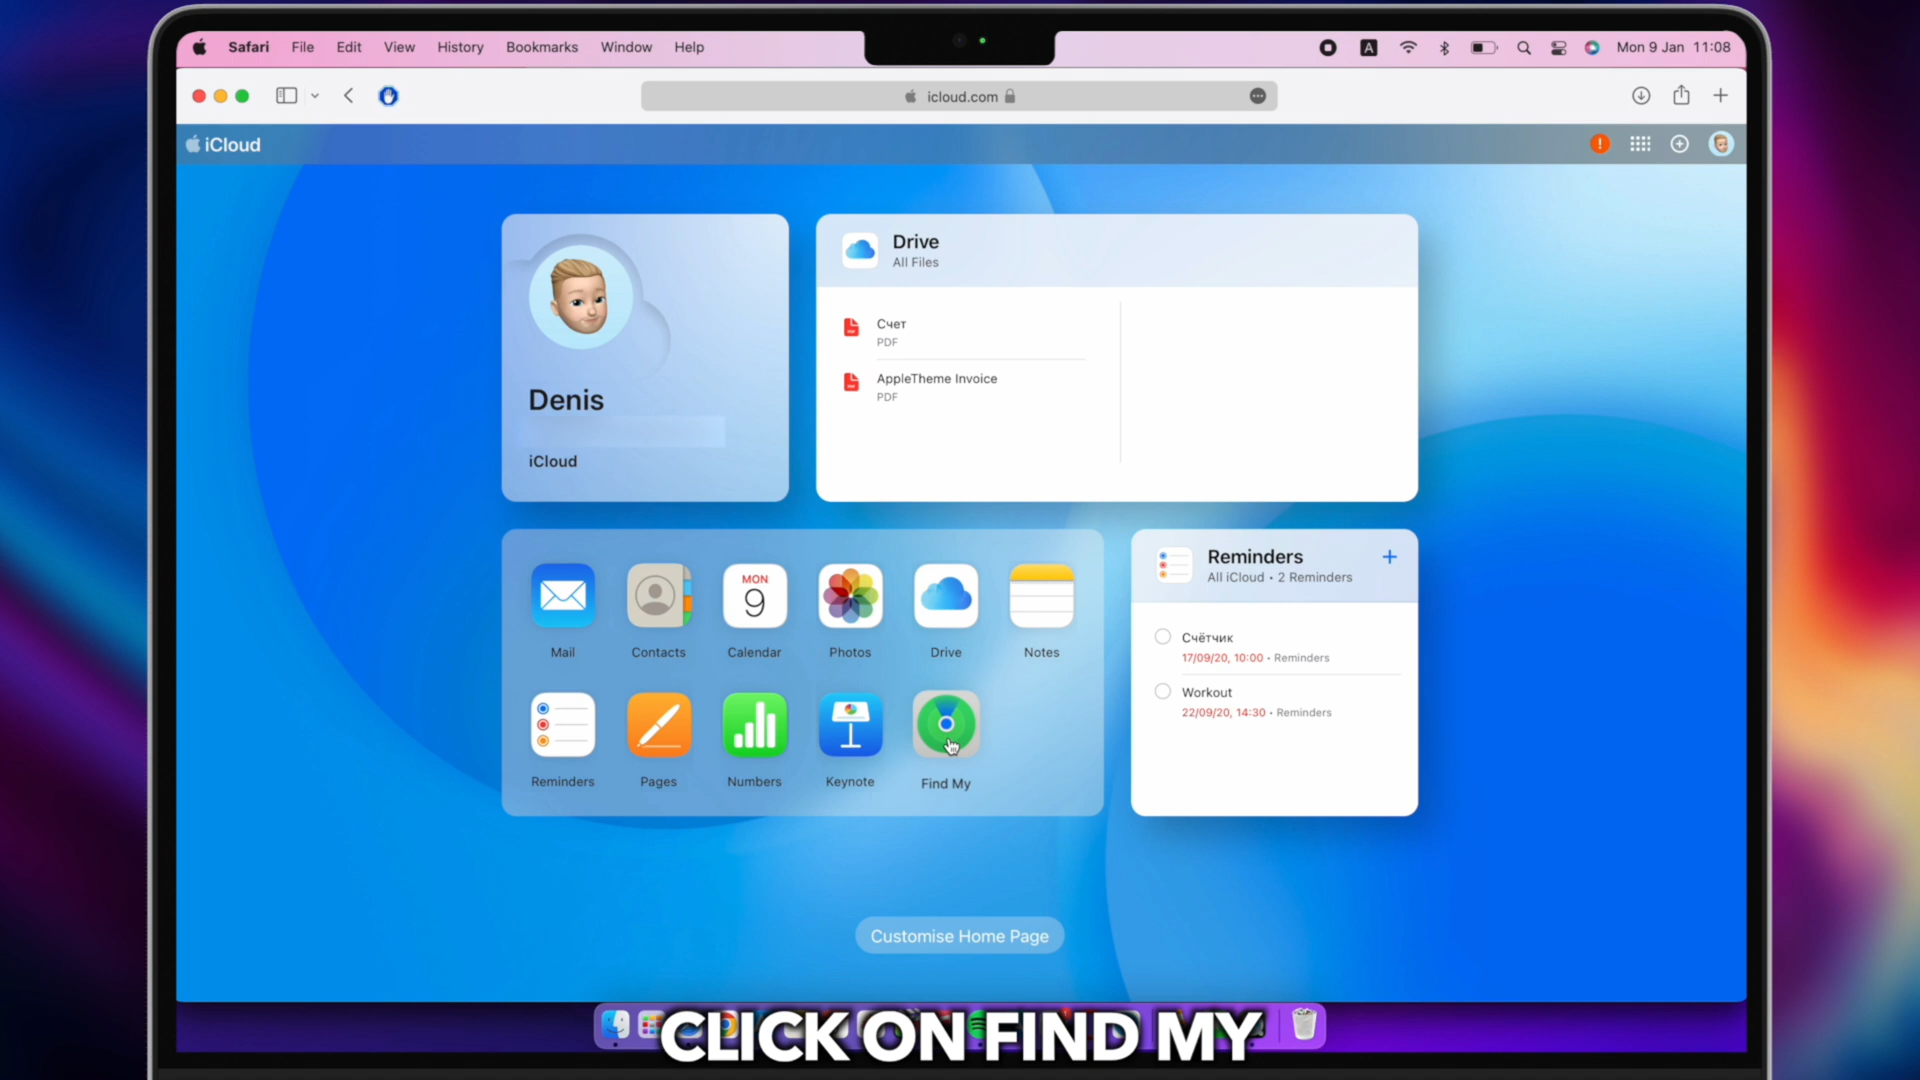 Safari File Edit View History Bookmarks Window Help
A
Mon 9 Jan 11:08
icloud.com
iCloud
Denis
iCloud
Drive
All Files
Счет
PDF
AppleTheme Invoice
PDF
MON
9
Mail Contacts Calendar Photos Drive Notes
Reminders Pages Numbers Keynote Find My
Reminders
All iCloud • 2 Reminders
Счётчик
17/09/20, 10:00 • Reminders
Workout
22/09/20, 14:30 • Reminders
Customise Home Page
CLICK ON FIND MY